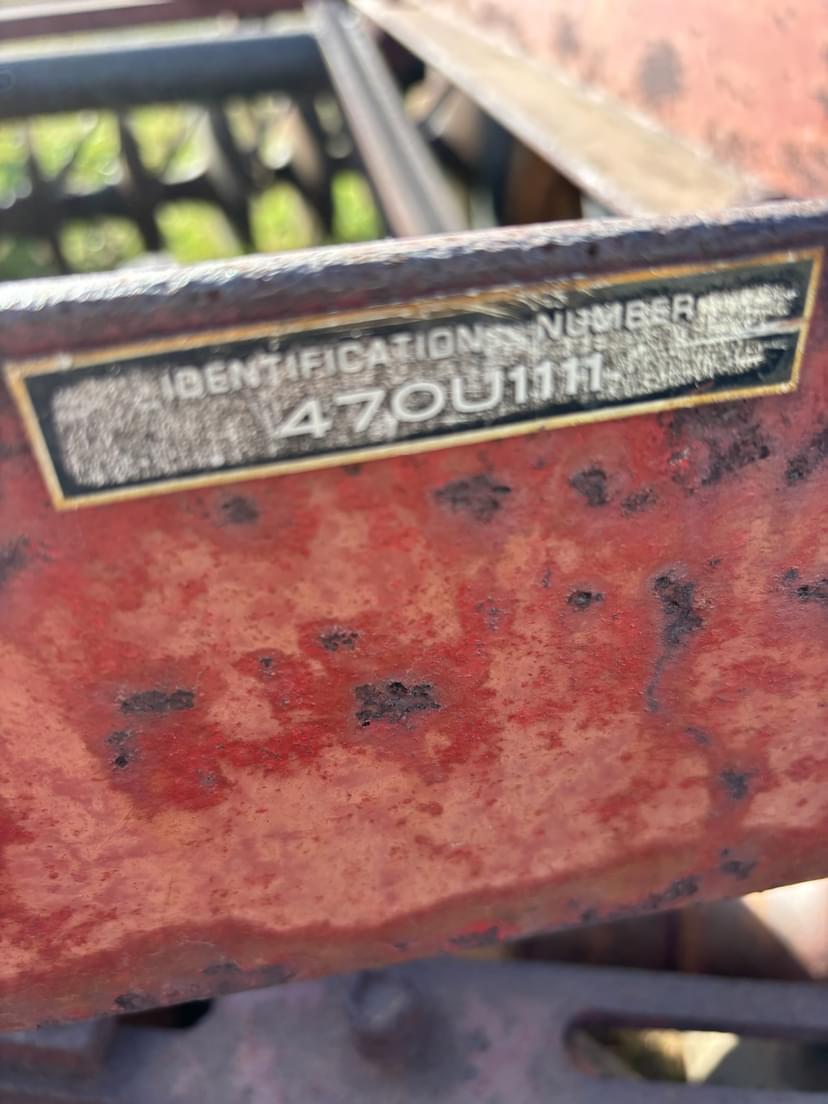 IDENTIFICATION NUMBER
470U1111